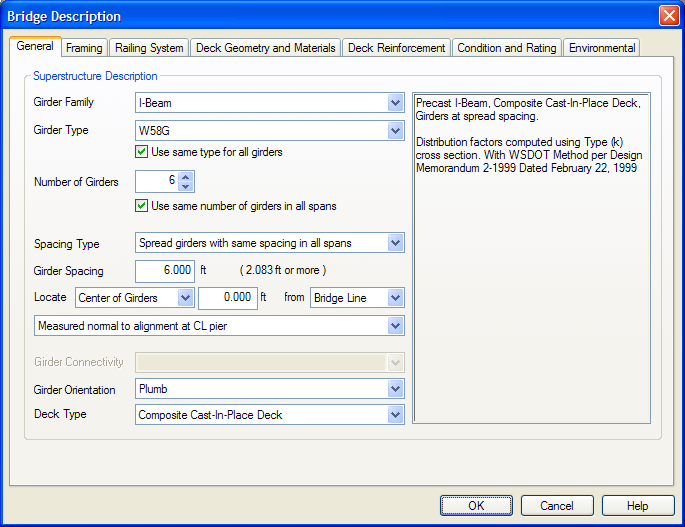 Bridge Description
General Framing Railing System Deck Geometry and Materials Deck Reinforcement Condition and Rating Environmental
Superstructure Description
Girder Family I-Beam
Girder Type W58G
Use same type for all girders
Number of Girders 6
Use same number of girders in all spans
Spacing Type Spread girders with same spacing in all spans
Girder Spacing 6.000 ft ( 2.083 ft or more )
Locate Center of Girders 0.000 ft from Bridge Line
Measured normal to alignment at CL pier
Girder Connectivity
Girder Orientation Plumb
Deck Type Composite Cast-In-Place Deck
Precast I-Beam, Composite Cast-In-Place Deck,
Girders at spread spacing.
Distribution factors computed using Type (k)
cross section. With WSDOT Method per Design
Memorandum 2-1999 Dated February 22, 1999
OK Cancel Help